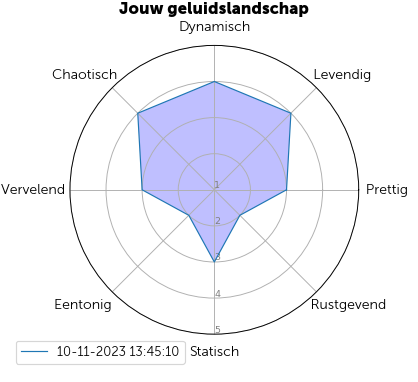 Jouw geluidslandschap
Dynamisch
Chaotisch
Levendig
Vervelend
1
Prettig
2
3
4
Eentonig
Rustgevend
5
10-11-2023 13:45:10
Statisch